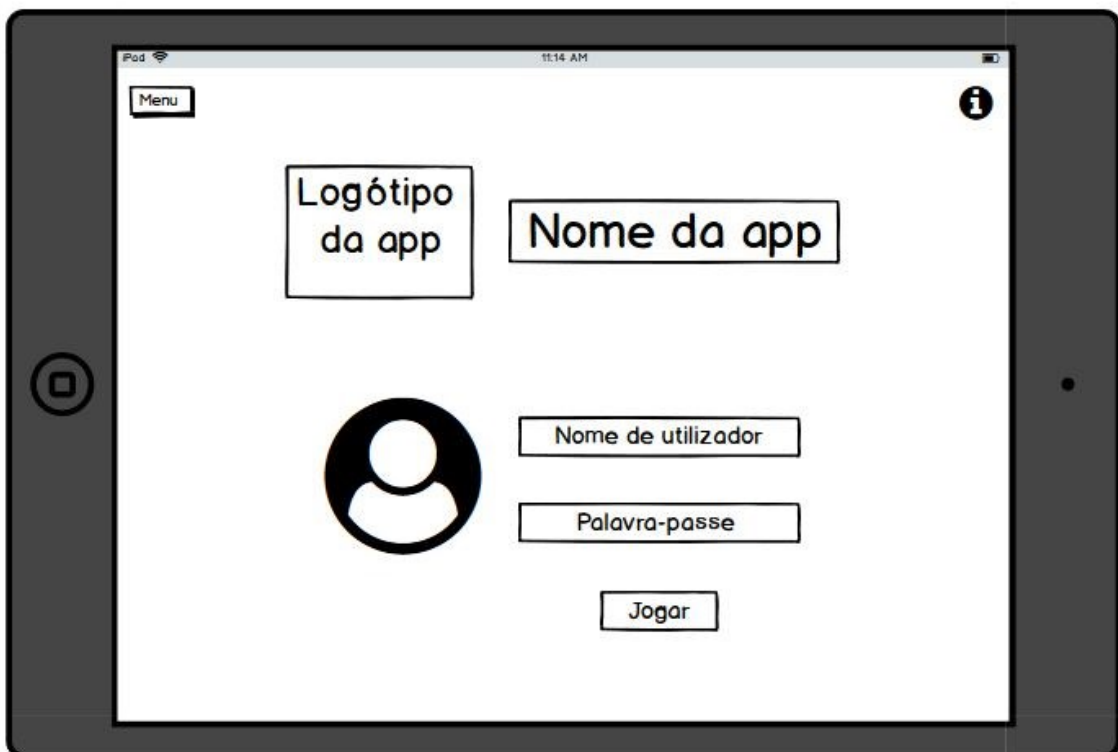 iPad 11:14 AM
Menu
Logótipo
da app
Nome da app
Nome de utilizador
Palavra-passe
Jogar